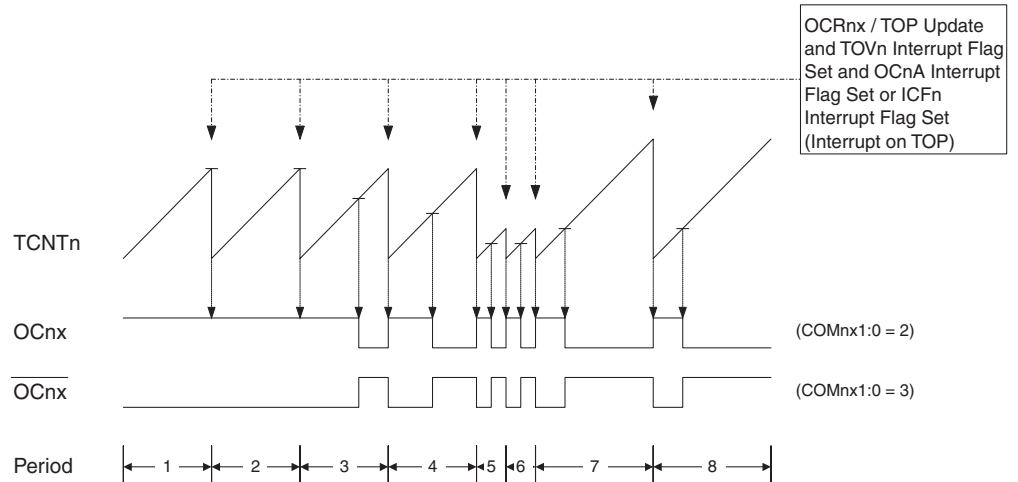 OCRnx / TOP Update
and TOVn Interrupt Flag
Set and OCnA Interrupt
Flag Set or ICFn
Interrupt Flag Set
(Interrupt on TOP)
TCNTn
OCnx (COMnx1:0 = 2)
OCnx (COMnx1:0 = 3)
Period 1 2 3 4 5 6 7 8